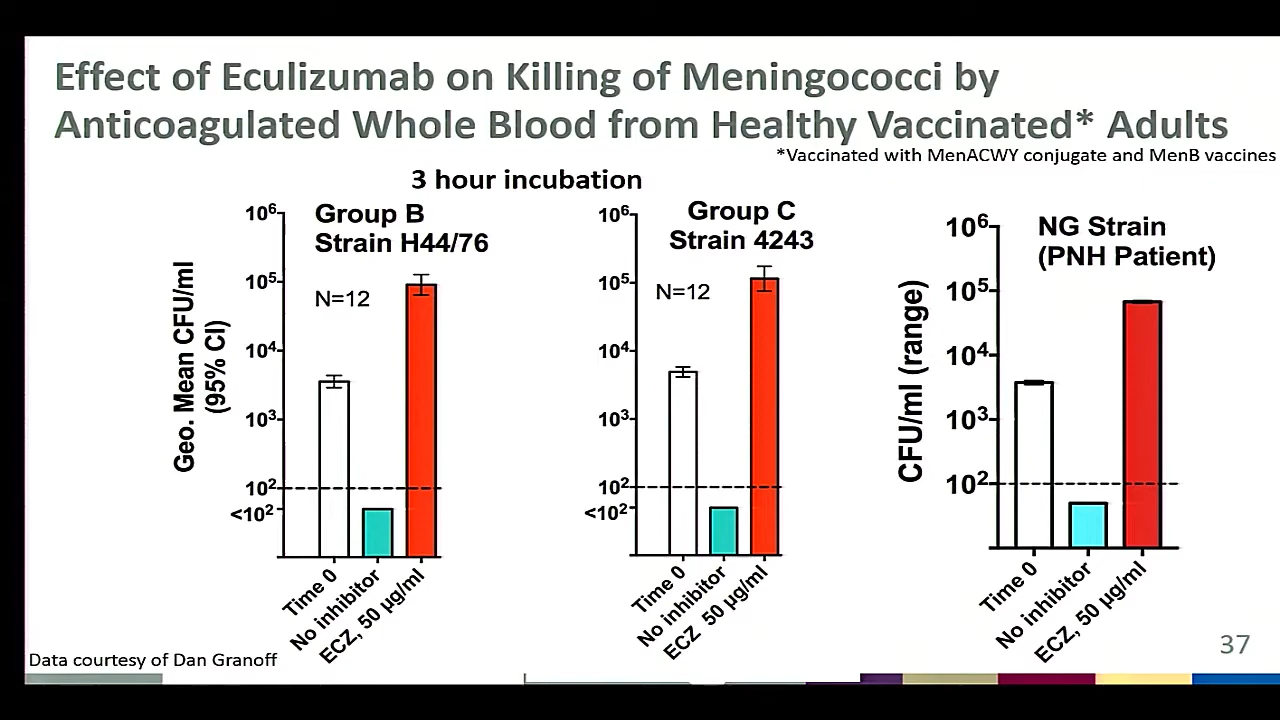 Effect of Eculizumab on Killing of Meningococci by
Anticoagulated Whole Blood from Healthy Vaccinated* Adults
*Vaccinated with MenACWY conjugate and MenB vaccines
3 hour incubation
Group B
Strain H44/76
N=12
Geo. Mean CFU/ml
(95% CI)
10⁶
10⁵
10⁴
10³
10²
<10²
Time 0
No inhibitor
ECZ, 50 µg/ml
Group C
Strain 4243
N=12
10⁶
10⁵
10⁴
10³
10²
<10²
Time 0
No inhibitor
ECZ 50 µg/ml
NG Strain
(PNH Patient)
CFU/ml (range)
10⁶
10⁵
10⁴
10³
10²
Time 0
No inhibitor
ECZ, 50 µg/ml
Data courtesy of Dan Granoff
37